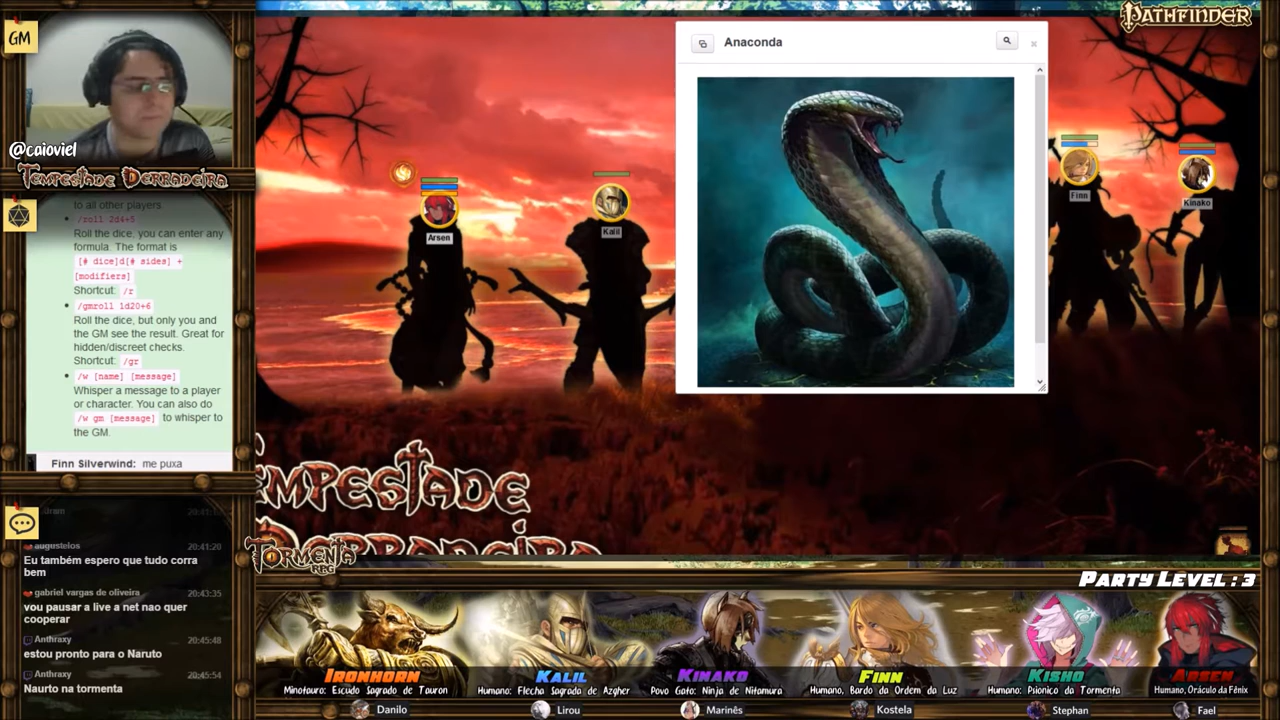 GM
PATHFINDER
@caioviel
TEMPESTADE DERRADEIRA
to all other players.
/roll 2d4+5
Roll the dice, you can enter any
formula. The format is
[# dice]d[# sides] +
[modifiers]
Shortcut: /r
/gmroll 1d20+6
Roll the dice, but only you and
the GM see the result. Great for
hidden/discreet checks.
Shortcut: /gr
/w [name] [message]
Whisper a message to a player
or character. You can also do
/w gm [message] to whisper to
the GM.
Finn Silverwind: me puxa
20:41:20
augustelos
Eu também espero que tudo corra
bem
gabriel vargas de oliveira 20:43:35
vou pausar a live a net nao quer
cooperar
Anthraxy 20:45:48
estou pronto para o Naruto
Anthraxy 20:45:54
Naurto na tormenta
Anaconda
Arsen
Kalil
Finn
Kinako
TEMPESTADE
DERRADEIRA
TORMENTA
RPG
PARTY LEVEL : 3
IRONHORN
Minotauro: Escudo Sagrado de Tauron
Danilo
KALIL
Humano: Flecha Sagrada de Azgher
Lirou
KINAKO
Povo Gato: Ninja de Nitamura
Marinês
FINN
Humano, Bardo da Ordem da Luz
Kostela
KISHO
Humano: Psionico da Tormenta
Stephan
ARSEN
Humano, Oráculo da Fênix
Fael